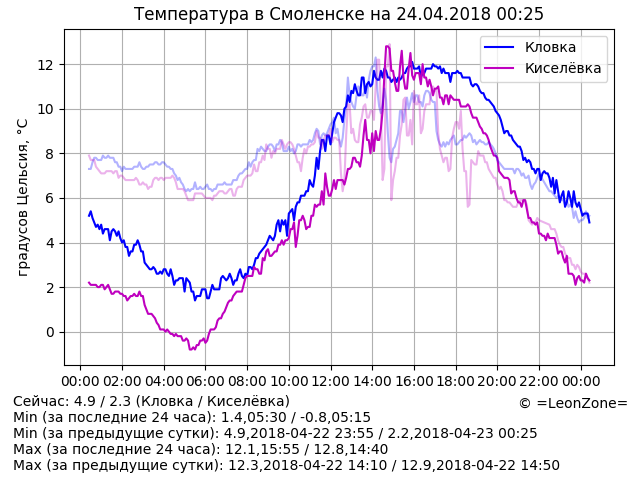 Температура в Смоленске на 24.04.2018 00:25
Кловка
Киселёвка
градусов Цельсия, °C
12
10
8
6
4
2
0
00:00 02:00 04:00 06:00 08:00 10:00 12:00 14:00 16:00 18:00 20:00 22:00 00:00
Сейчас: 4.9 / 2.3 (Кловка / Киселёвка)
© =LeonZone=
Min (за последние 24 часа): 1.4,05:30 / -0.8,05:15
Min (за предыдущие сутки): 4.9,2018-04-22 23:55 / 2.2,2018-04-23 00:25
Max (за последние 24 часа): 12.1,15:55 / 12.8,14:40
Max (за предыдущие сутки): 12.3,2018-04-22 14:10 / 12.9,2018-04-22 14:50